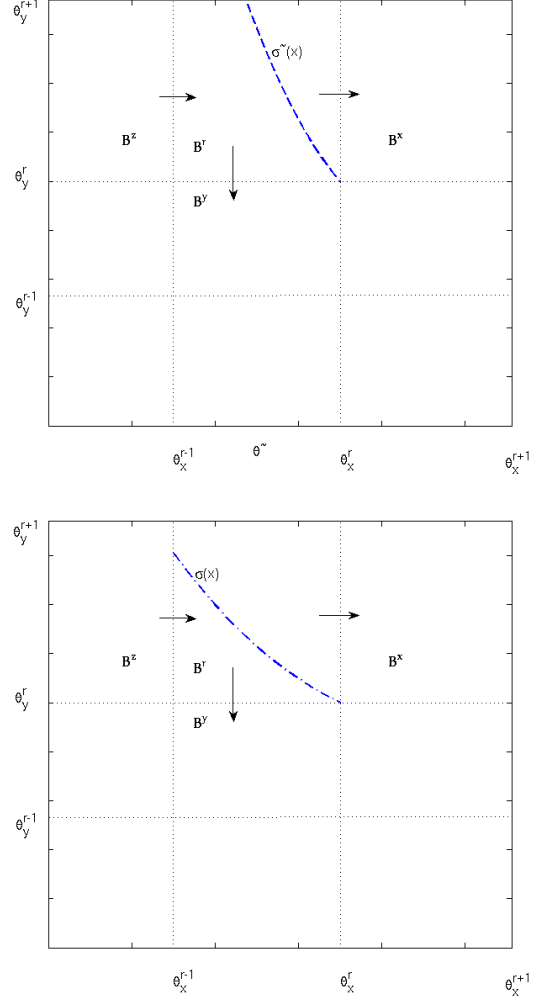 θ_y^{r+1}
σ˜(x)
B^z B^r B^x
θ_y^r
B^y
θ_y^{r-1}
θ_x^{r-1} θ˜ θ_x^r θ_x^{r+1}
θ_y^{r+1}
σ(x)
B^z B^r B^x
θ_y^r
B^y
θ_y^{r-1}
θ_x^{r-1} θ_x^r θ_x^{r+1}